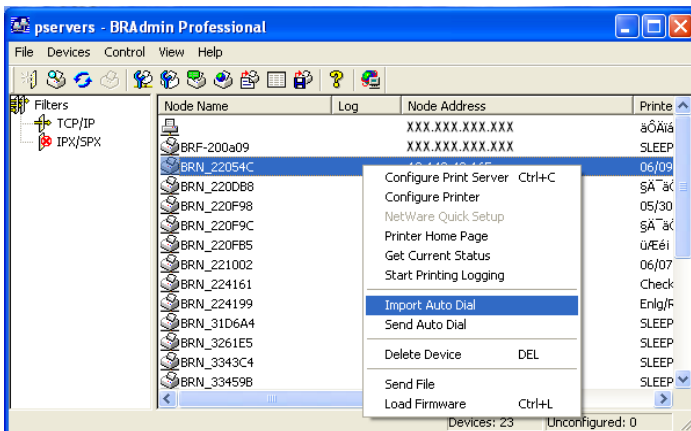 pservers - BRAdmin Professional
File Devices Control View Help
Filters
TCP/IP
IPX/SPX
Node Name Log Node Address Printe
XXX.XXX.XXX.XXX äÔÄïá
BRF-200a09 XXX.XXX.XXX.XXX SLEEP
BRN_22054C 06/09
BRN_220DB8 §Ä¯äÔ
BRN_220F98 05/30
BRN_220F9C §Ä¯äÔ
BRN_220FB5 üÆéi
BRN_221002 06/07
BRN_224161 Check
BRN_224199 Enlg/R
BRN_31D6A4 SLEEP
BRN_3261E5 SLEEP
BRN_3343C4 SLEEP
BRN_33459B SLEEP
Configure Print Server Ctrl+C
Configure Printer
NetWare Quick Setup
Printer Home Page
Get Current Status
Start Printing Logging
Import Auto Dial
Send Auto Dial
Delete Device DEL
Send File
Load Firmware Ctrl+L
Devices: 23 Unconfigured: 0